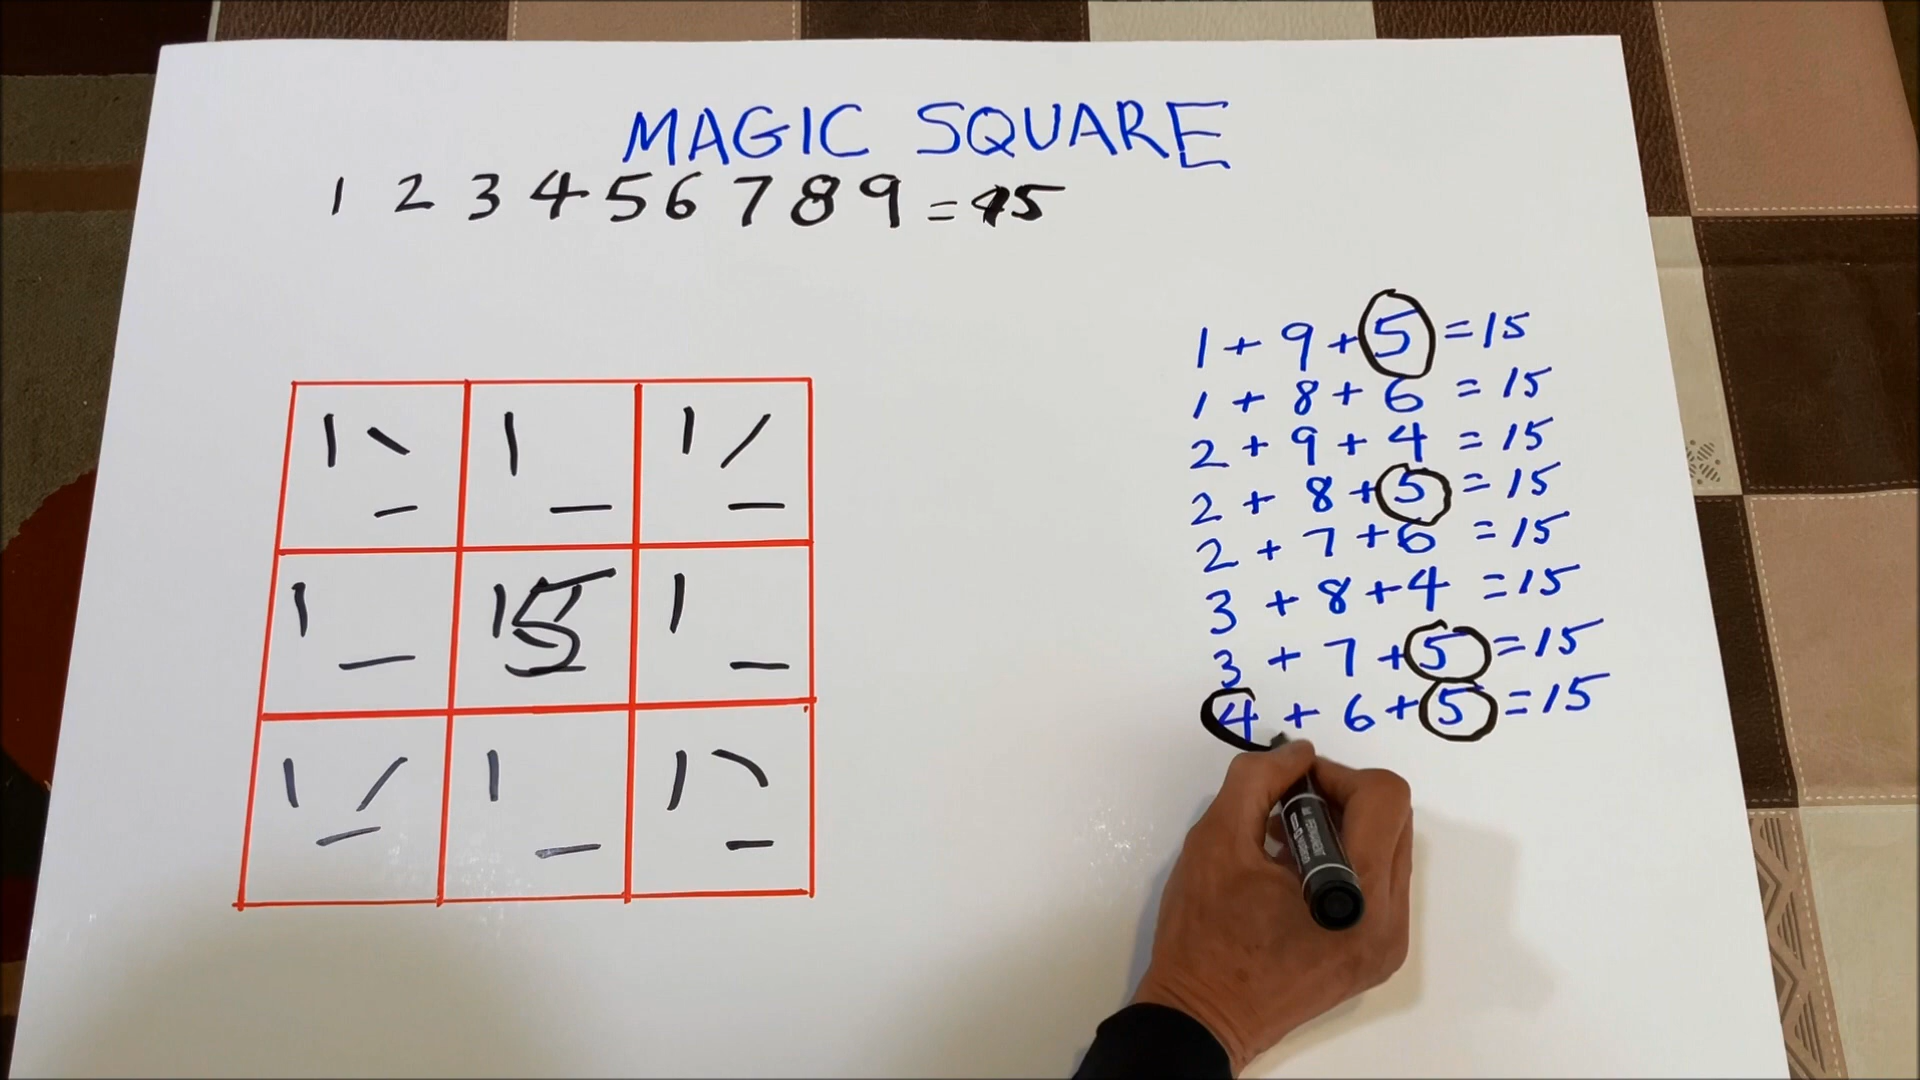 MAGIC SQUARE
1 2 3 4 5 6 7 8 9 = 45
1 + 9 + 5 = 15
1 + 8 + 6 = 15
2 + 9 + 4 = 15
2 + 8 + 5 = 15
2 + 7 + 6 = 15
3 + 8 + 4 = 15
3 + 7 + 5 = 15
4 + 6 + 5 = 15
5
PERMANENT